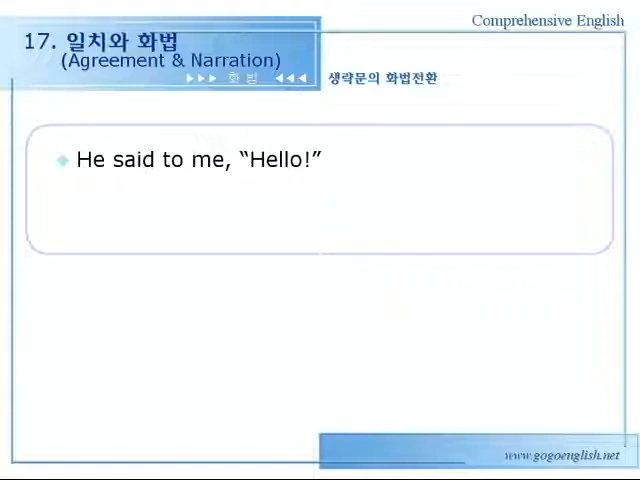 Comprehensive English
17. 일치와 화법
(Agreement & Narration)
▶▶▶ 화 법 ◀◀◀
생략문의 화법전환
◆ He said to me, “Hello!”
www.gogoenglish.net